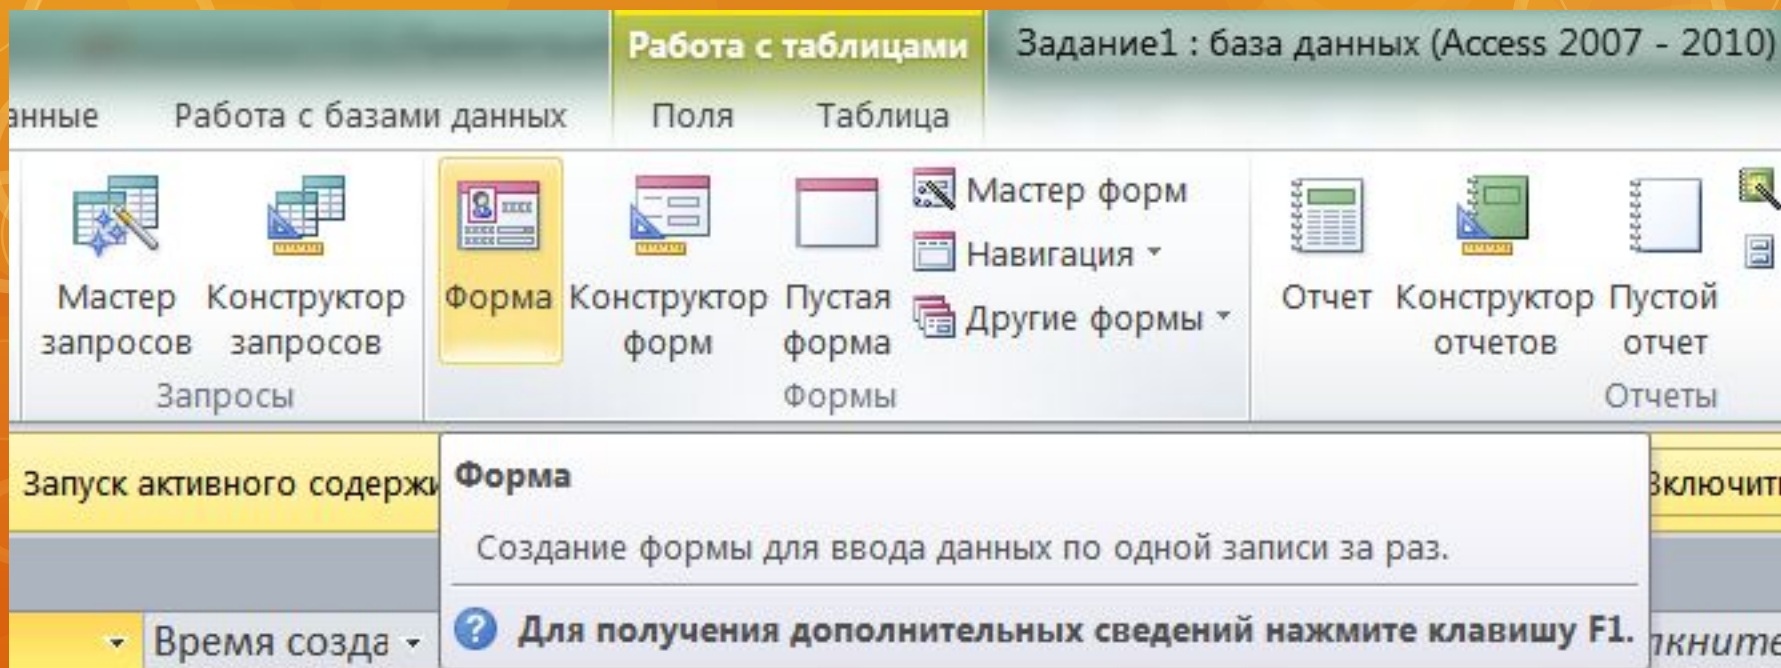 Работа с таблицами
Задание1 : база данных (Access 2007 - 2010)
анные
Работа с базами данных
Поля
Таблица
Мастер
запросов
Конструктор
запросов
Запросы
Форма
Конструктор
форм
Пустая
форма
Мастер форм
Навигация
Другие формы
Формы
Отчет
Конструктор
отчетов
Пустой
отчет
Отчеты
Запуск активного содержи
Включить
Форма
Создание формы для ввода данных по одной записи за раз.
Для получения дополнительных сведений нажмите клавишу F1.
Время созда
лкните